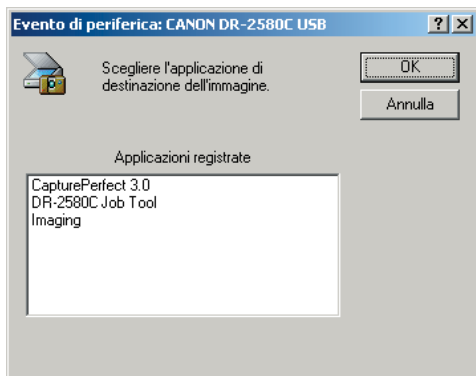 Evento di periferica: CANON DR-2580C USB
Scegliere l'applicazione di
destinazione dell'immagine.
OK
Annulla
Applicazioni registrate
CapturePerfect 3.0
DR-2580C Job Tool
Imaging